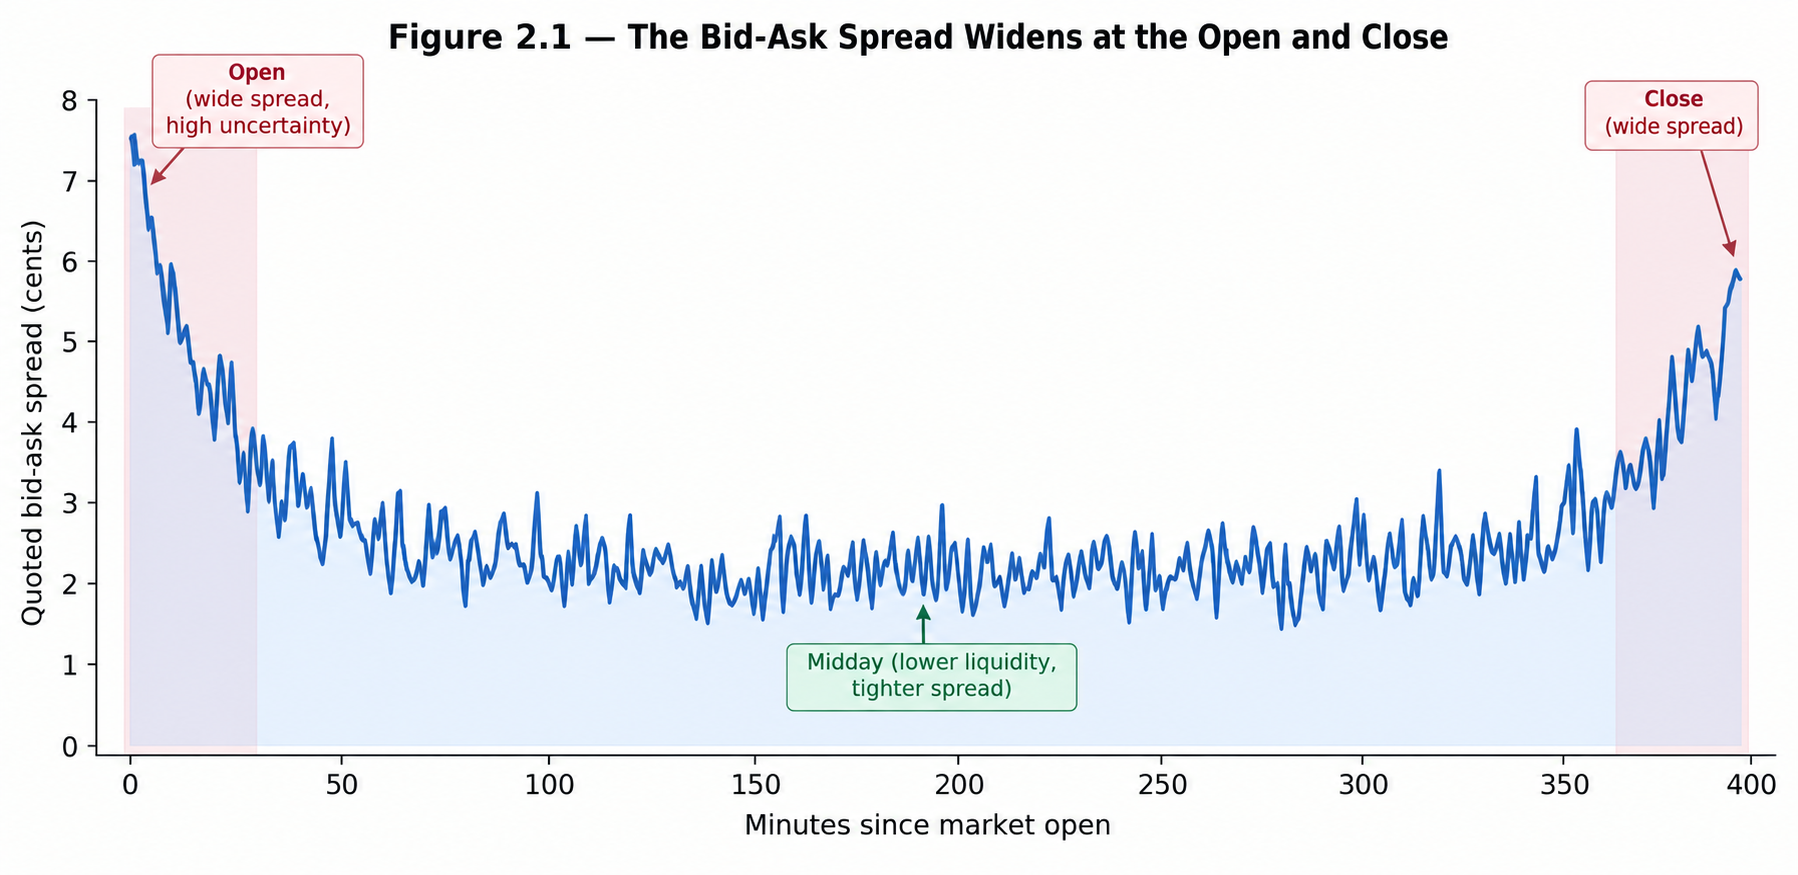 Figure 2.1 — The Bid-Ask Spread Widens at the Open and Close
Open
(wide spread,
high uncertainty)
Close
(wide spread)
Midday (lower liquidity,
tighter spread)
Quoted bid-ask spread (cents)
8
7
6
5
4
3
2
1
0
0
50
100
150
200
250
300
350
400
Minutes since market open